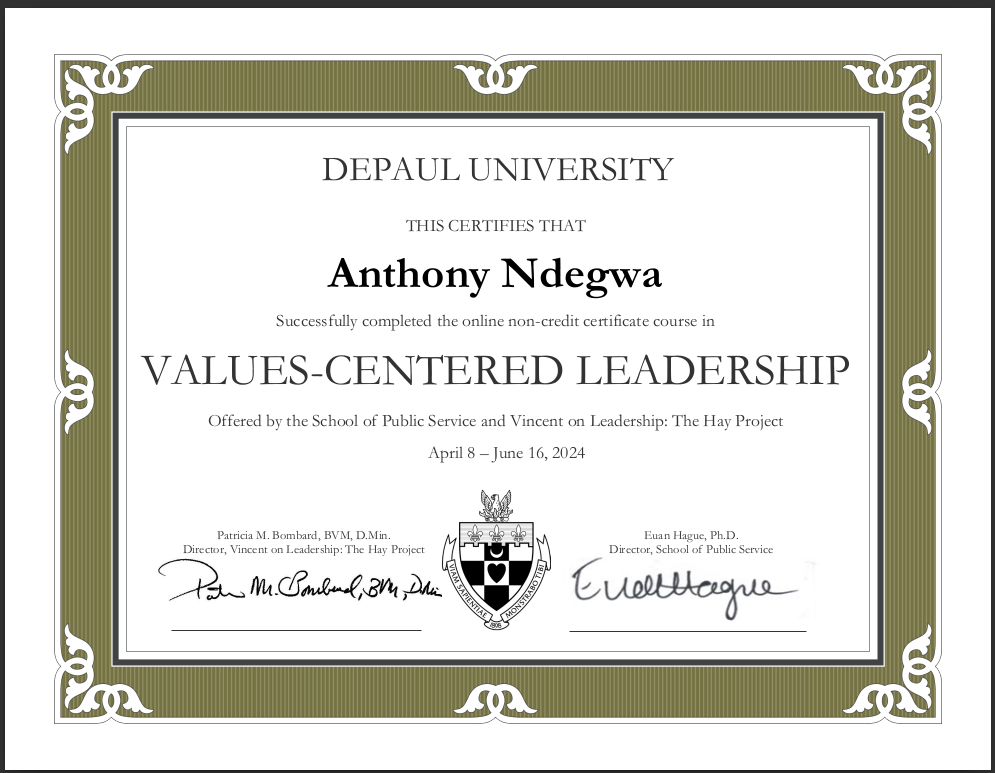 DEPAUL UNIVERSITY
THIS CERTIFIES THAT
Anthony Ndegwa
Successfully completed the online non-credit certificate course in
VALUES-CENTERED LEADERSHIP
Offered by the School of Public Service and Vincent on Leadership: The Hay Project
April 8 – June 16, 2024
Patricia M. Bombard, BVM, D.Min.
Director, Vincent on Leadership: The Hay Project
Patricia M. Bombard, BVM, D.Min
VIAM SAPIENTIAE MONSTRABO TIBI
1898
Euan Hague, Ph.D.
Director, School of Public Service
Euan Hague